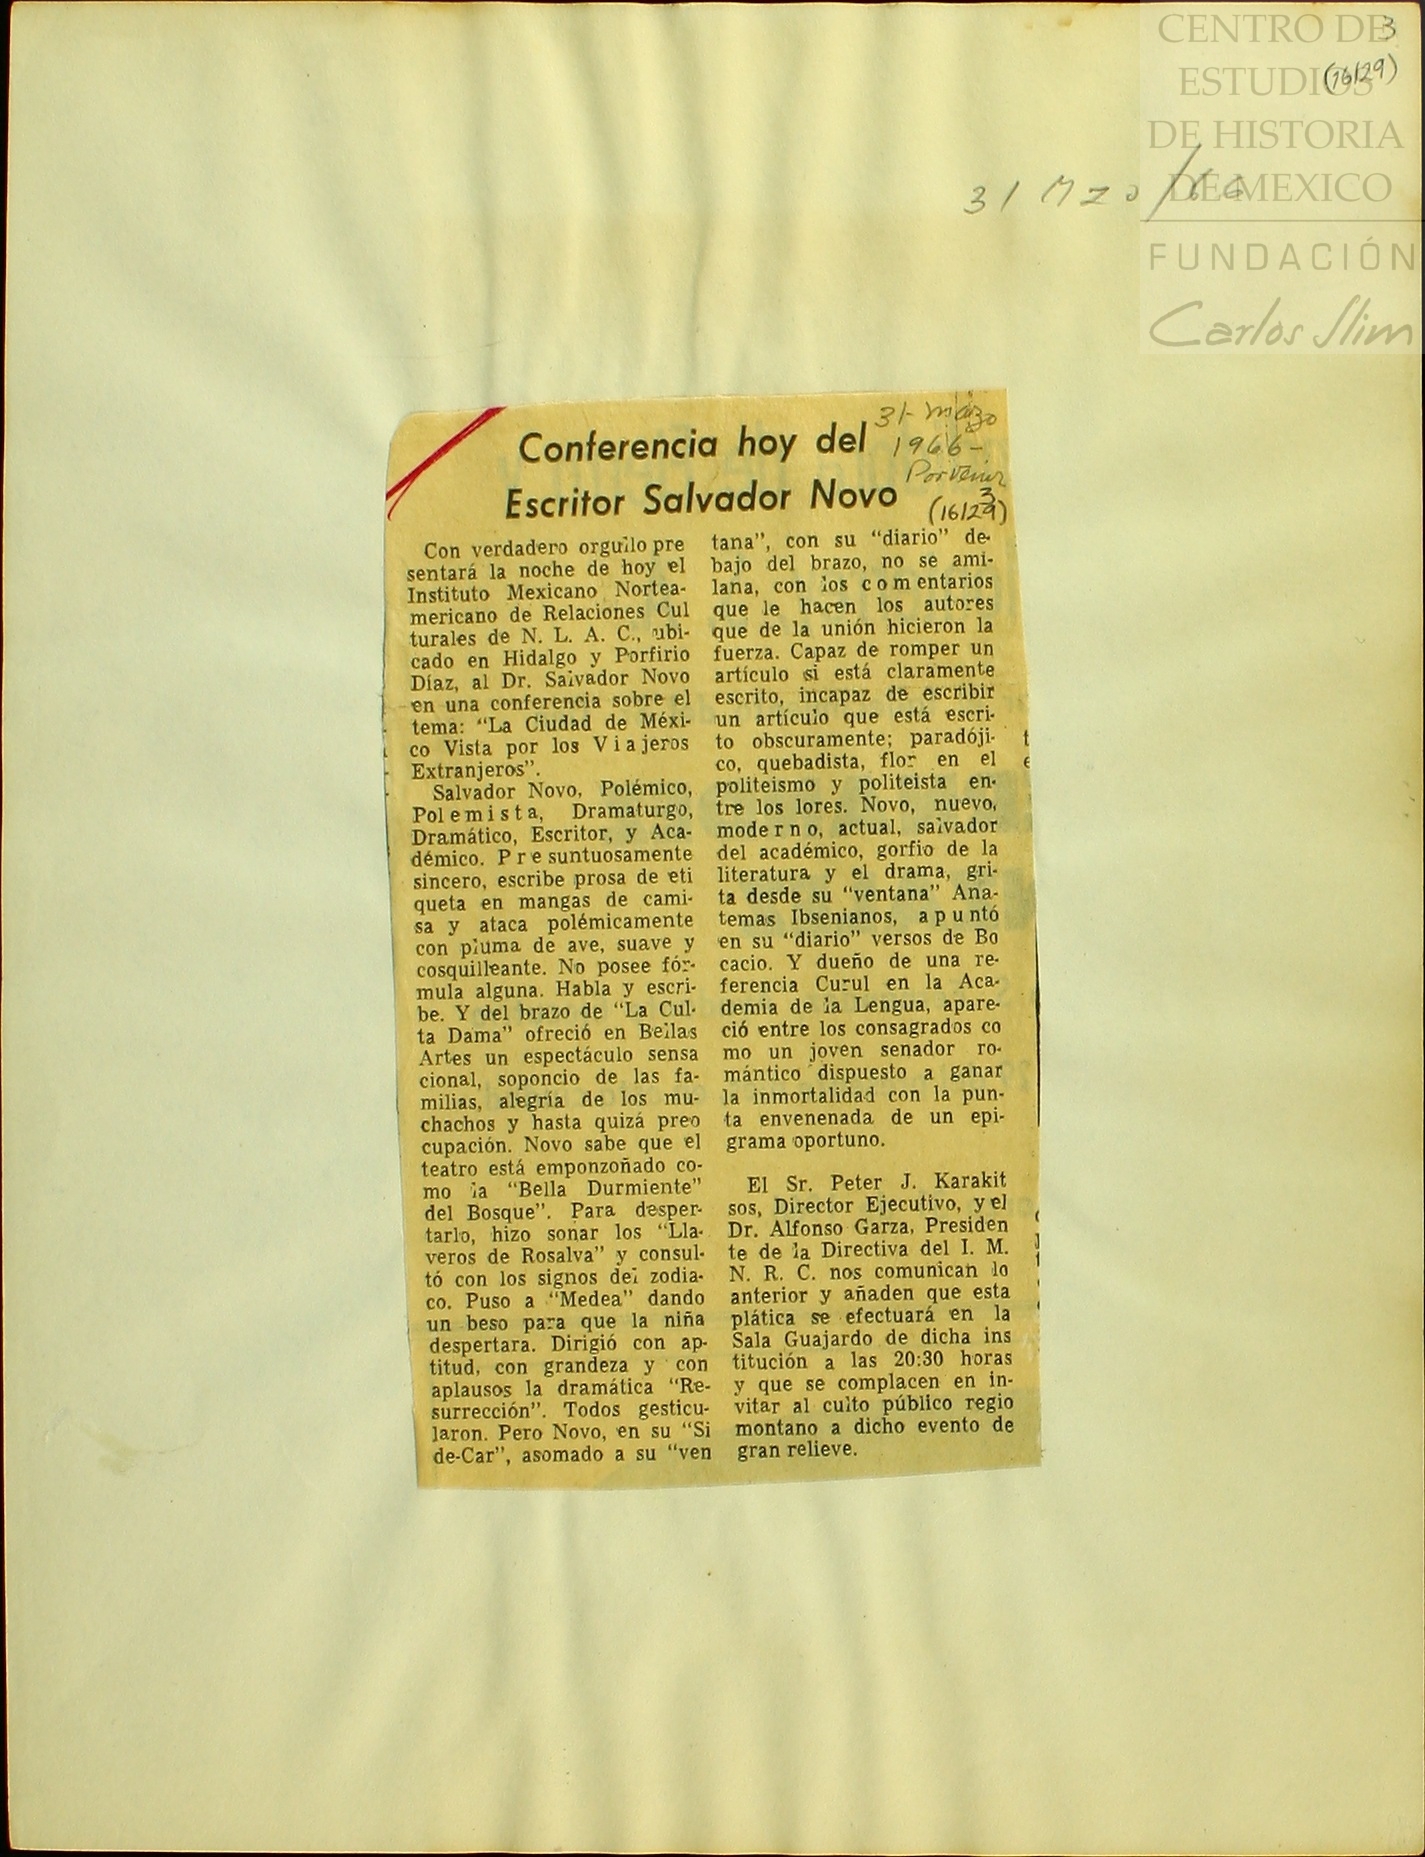 CENTRO DE
ESTUDIOS
DE HISTORIA
DE MEXICO
FUNDACIÓN
Carlos Slim
3
(16/29)
31 Mzo/66
31- marzo
1966-
Porvenir
3
(16/29)
Conferencia hoy del
Escritor Salvador Novo
Con verdadero orgullo pre
sentará la noche de hoy el
Instituto Mexicano Nortea-
mericano de Relaciones Cul
turales de N. L. A. C., ubi-
cado en Hidalgo y Porfirio
Díaz, al Dr. Salvador Novo
en una conferencia sobre el
tema: "La Ciudad de Méxi-
co Vista por los Viajeros
Extranjeros".
Salvador Novo, Polémico,
Polemista, Dramaturgo,
Dramático, Escritor, y Aca-
démico. Presuntuosamente
sincero, escribe prosa de eti
queta en mangas de cami-
sa y ataca polémicamente
con pluma de ave, suave y
cosquilleante. No posee fór-
mula alguna. Habla y escri-
be. Y del brazo de "La Cul-
ta Dama" ofreció en Bellas
Artes un espectáculo sensa
cional, soponcio de las fa-
milias, alegría de los mu-
chachos y hasta quizá preo
cupación. Novo sabe que el
teatro está emponzoñado co-
mo la "Bella Durmiente"
del Bosque". Para desper-
tarlo, hizo sonar los "Lla-
veros de Rosalva" y consul-
tó con los signos del zodia-
co. Puso a "Medea" dando
un beso para que la niña
despertara. Dirigió con ap-
titud, con grandeza y con
aplausos la dramática "Re-
surrección". Todos gesticu-
laron. Pero Novo, en su "Si
de-Car", asomado a su "ven
tana", con su "diario" de-
bajo del brazo, no se ami-
lana, con los comentarios
que le hacen los autores
que de la unión hicieron la
fuerza. Capaz de romper un
artículo si está claramente
escrito, incapaz de escribir
un artículo que está escri-
to obscuramente; paradóji-
co, quebadista, flor en el
politeismo y politeista en-
tre los lores. Novo, nuevo,
moderno, actual, salvador
del académico, gorfio de la
literatura y el drama, gri-
ta desde su "ventana" Ana-
temas Ibsenianos, apuntó
en su "diario" versos de Bo
cacio. Y dueño de una re-
ferencia Curul en la Aca-
demia de la Lengua, apare-
ció entre los consagrados co
mo un joven senador ro-
mántico dispuesto a ganar
la inmortalidad con la pun-
ta envenenada de un epi-
grama oportuno.
El Sr. Peter J. Karakit
sos, Director Ejecutivo, y el
Dr. Alfonso Garza, Presiden
te de la Directiva del I. M.
N. R. C. nos comunican lo
anterior y añaden que esta
plática se efectuará en la
Sala Guajardo de dicha ins
titución a las 20:30 horas
y que se complacen en in-
vitar al culto público regio
montano a dicho evento de
gran relieve.